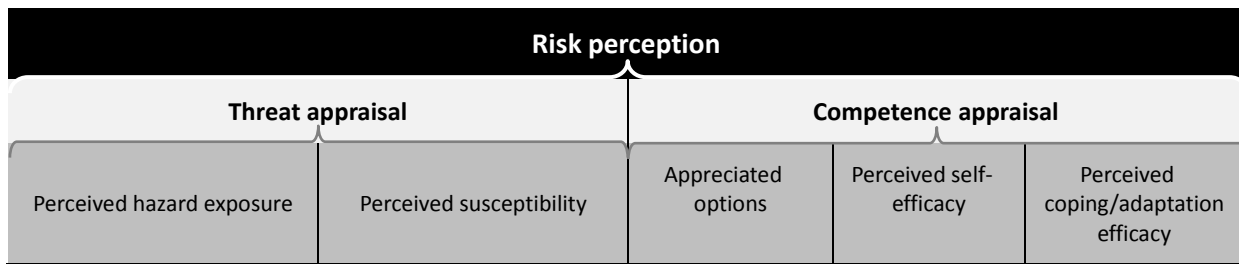 Risk perception
Threat appraisal
Competence appraisal
Perceived hazard exposure
Perceived susceptibility
Appreciated
options
Perceived self-
efficacy
Perceived
coping/adaptation
efficacy